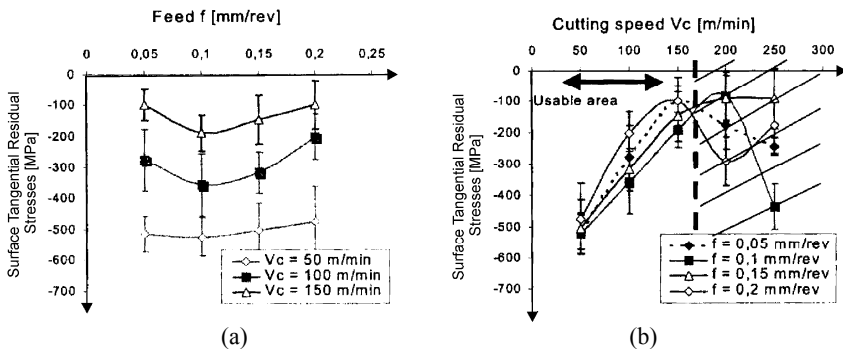 Feed f [mm/rev]
0 0,05 0,1 0,15 0,2 0,25
0
-100
-200
-300
-400
-500
-600
-700
Surface Tangential Residual
Stresses [MPa]
Vc = 50 m/min
Vc = 100 m/min
Vc = 150 m/min
(a)
Cutting speed Vc [m/min]
0 50 100 150 200 250 300
0
-100
-200
-300
-400
-500
-600
-700
Surface Tangential Residual
Stresses [MPa]
Usable area
f = 0,05 mm/rev
f = 0,1 mm/rev
f = 0,15 mm/rev
f = 0,2 mm/rev
(b)